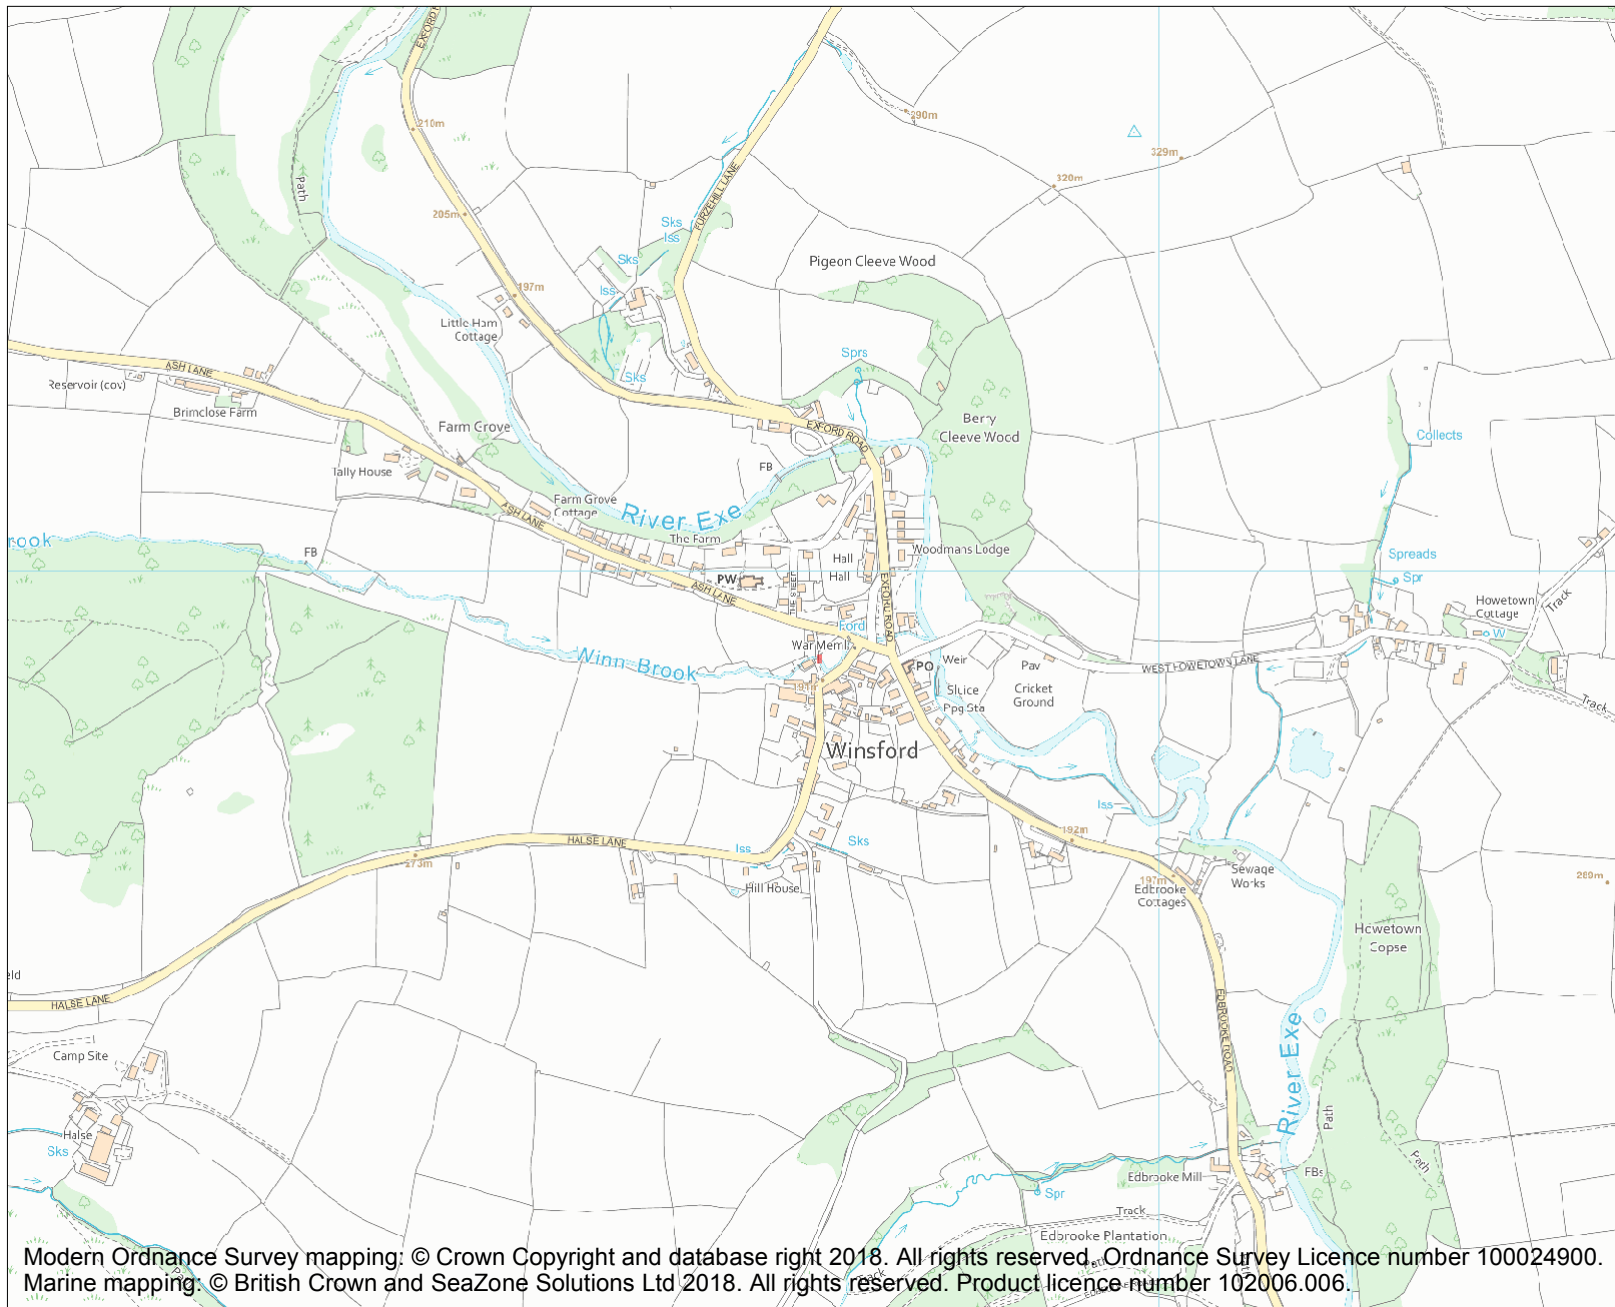 EXFORD
210m
290m
329m
320m
Path
205m
FURZEHILL LANE
Sks
Iss
Sks
Pigeon Cleeve Wood
Iss
197m
Little Ham
Cottage
ASH LANE
Reservoir (cov)
Brimclose Farm
Sks
Sprs
Farm Grove
EXFORD ROAD
Berry
Cleeve Wood
Collects
Tally House
FB
Farm Grove
Cottage
River Exe
ASH LANE
The Farm
FB
Hall
Hall
Woodmans Lodge
Spreads
Spr
PW
ASH LANE
EXFORD ROAD
Howetown
Cottage
Track
Ford
War Meml
W
Winn Brook
PO
Weir
Pav
WEST HOWETOWN LANE
Sluice
Ppg Sta
Cricket
Ground
Track
Winsford
Iss
192m
HALSE LANE
Iss
Sks
273m
Hill House
197m
Edbrooke
Cottages
Sewage
Works
280m
Howetown
Copse
HALSE LANE
EDBROOKE ROAD
River Exe
Camp Site
Halse
Sks
Path
Path
Edbrooke Mill
FBs
Spr
Track
Edbrooke Plantation
Path
Track
Path
Modern Ordnance Survey mapping: © Crown Copyright and database right 2018. All rights reserved. Ordnance Survey Licence number 100024900.
Marine mapping: © British Crown and SeaZone Solutions Ltd 2018. All rights reserved. Product licence number 102006.006.